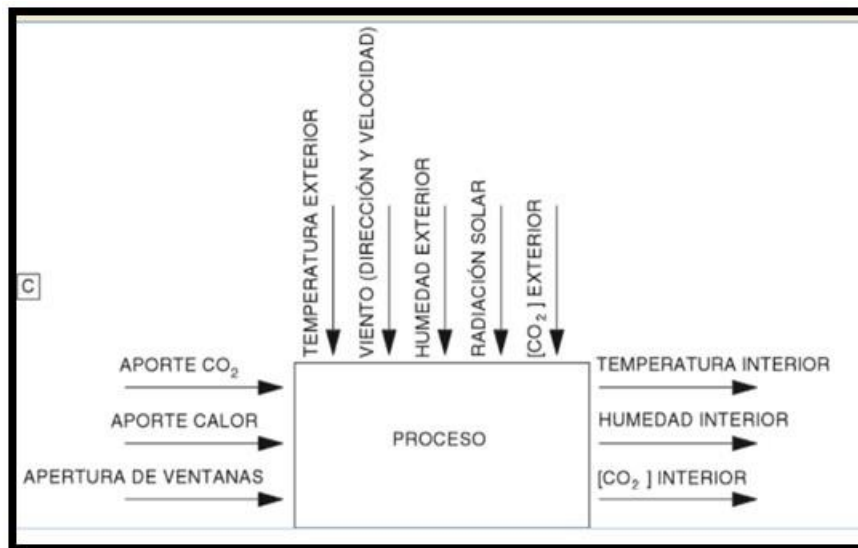 TEMPERATURA EXTERIOR
VIENTO (DIRECCIÓN Y VELOCIDAD)
HUMEDAD EXTERIOR
RADIACIÓN SOLAR
[CO₂ ] EXTERIOR
C
APORTE CO₂
APORTE CALOR
APERTURA DE VENTANAS
PROCESO
TEMPERATURA INTERIOR
HUMEDAD INTERIOR
[CO₂ ] INTERIOR